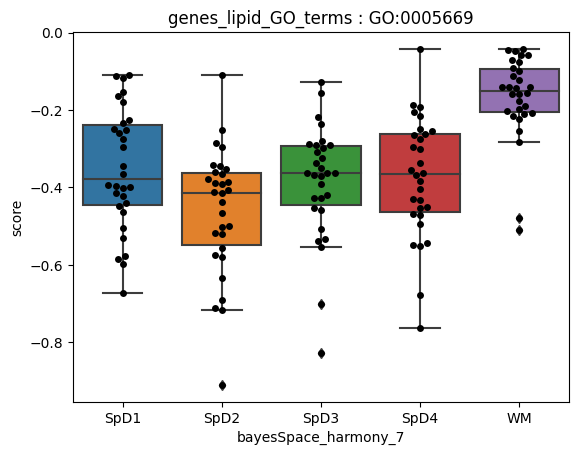 genes_lipid_GO_terms : GO:0005669
0.0
−0.2
−0.4
−0.6
−0.8
score
SpD1 SpD2 SpD3 SpD4 WM
bayesSpace_harmony_7